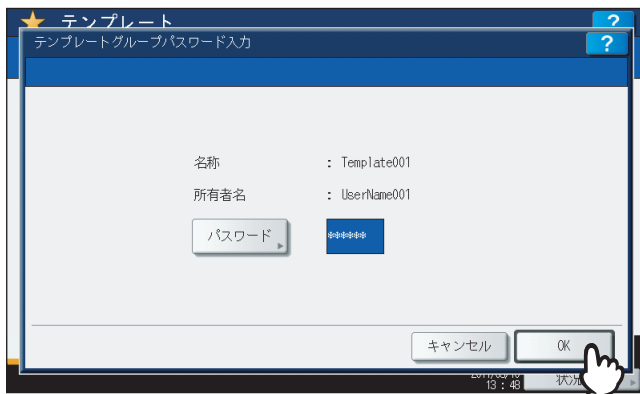 テンプレート
?
テンプレートグループパスワード入力
?
名称 : Template001
所有者名 : UserName001
パスワード ******
キャンセル
OK
13 : 48